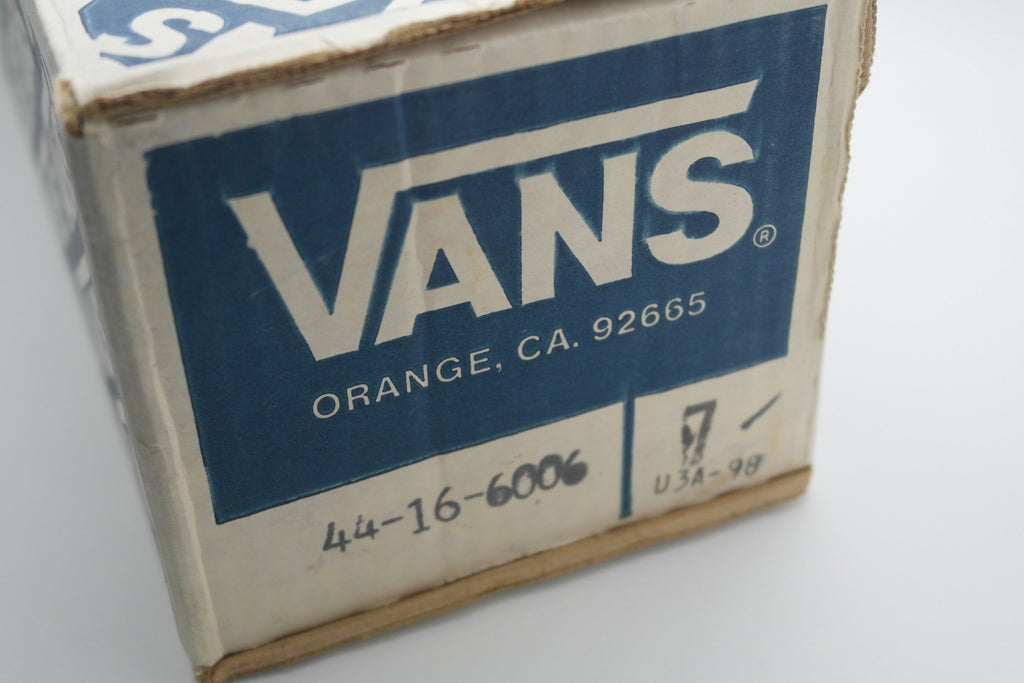 VANS®
ORANGE, CA. 92665
44-16-6006
7
U3A-98